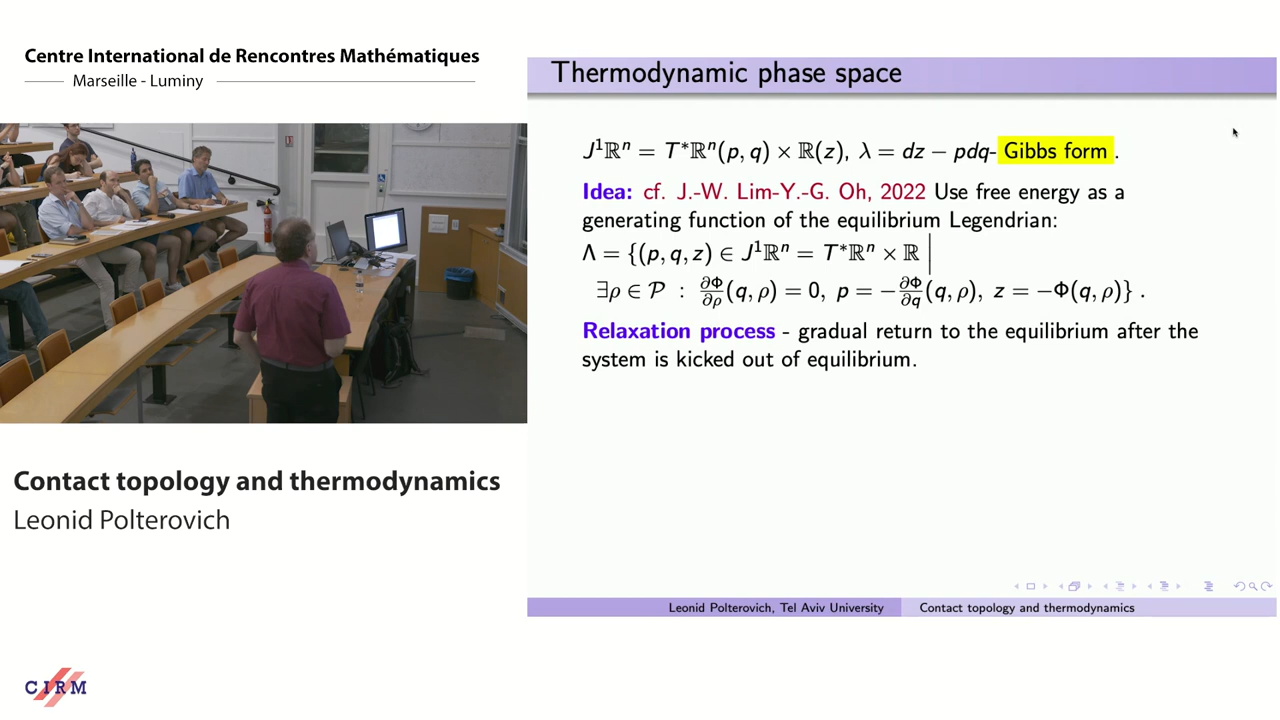 Centre International de Rencontres Mathématiques
Marseille - Luminy
Thermodynamic phase space
J¹ℝⁿ = T*ℝⁿ(p, q) × ℝ(z), λ = dz − pdq- Gibbs form .
Idea: cf. J.-W. Lim-Y.-G. Oh, 2022 Use free energy as a
generating function of the equilibrium Legendrian:
Λ = {(p, q, z) ∈ J¹ℝⁿ = T*ℝⁿ × ℝ |
∃ρ ∈ 𝒫 : ∂Φ/∂ρ (q, ρ) = 0, p = −∂Φ/∂q (q, ρ), z = −Φ(q, ρ)} .
Relaxation process - gradual return to the equilibrium after the
system is kicked out of equilibrium.
Contact topology and thermodynamics
Leonid Polterovich
Leonid Polterovich, Tel Aviv University
Contact topology and thermodynamics
CIRM